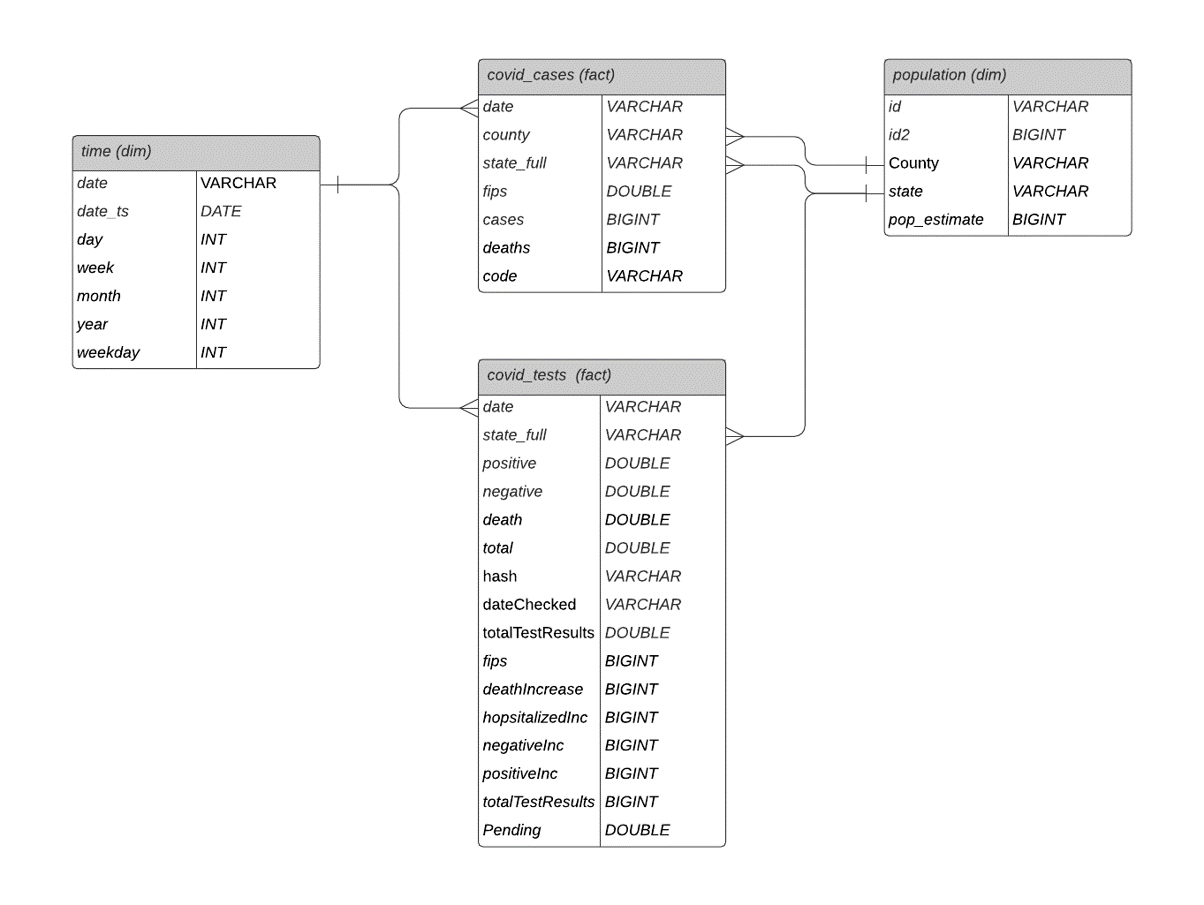 time (dim)
date VARCHAR
date_ts DATE
day INT
week INT
month INT
year INT
weekday INT
covid_cases (fact)
date VARCHAR
county VARCHAR
state_full VARCHAR
fips DOUBLE
cases BIGINT
deaths BIGINT
code VARCHAR
covid_tests (fact)
date VARCHAR
state_full VARCHAR
positive DOUBLE
negative DOUBLE
death DOUBLE
total DOUBLE
hash VARCHAR
dateChecked VARCHAR
totalTestResults DOUBLE
fips BIGINT
deathIncrease BIGINT
hopsitalizedInc BIGINT
negativeInc BIGINT
positiveInc BIGINT
totalTestResults BIGINT
Pending DOUBLE
population (dim)
id VARCHAR
id2 BIGINT
County VARCHAR
state VARCHAR
pop_estimate BIGINT